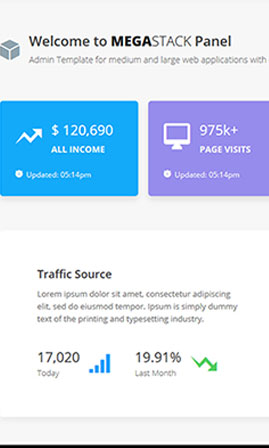 Welcome to MEGASTACK Panel
Admin Template for medium and large web applications with
$ 120,690
ALL INCOME
Updated: 05:14pm
975k+
PAGE VISITS
Updated: 05:14pm
Traffic Source
Lorem ipsum dolor sit amet, consectetur adipiscing
elit, sed do eiusmod tempor. Ipsum is simply dummy
text of the printing and typesetting industry.
17,020
Today
19.91%
Last Month